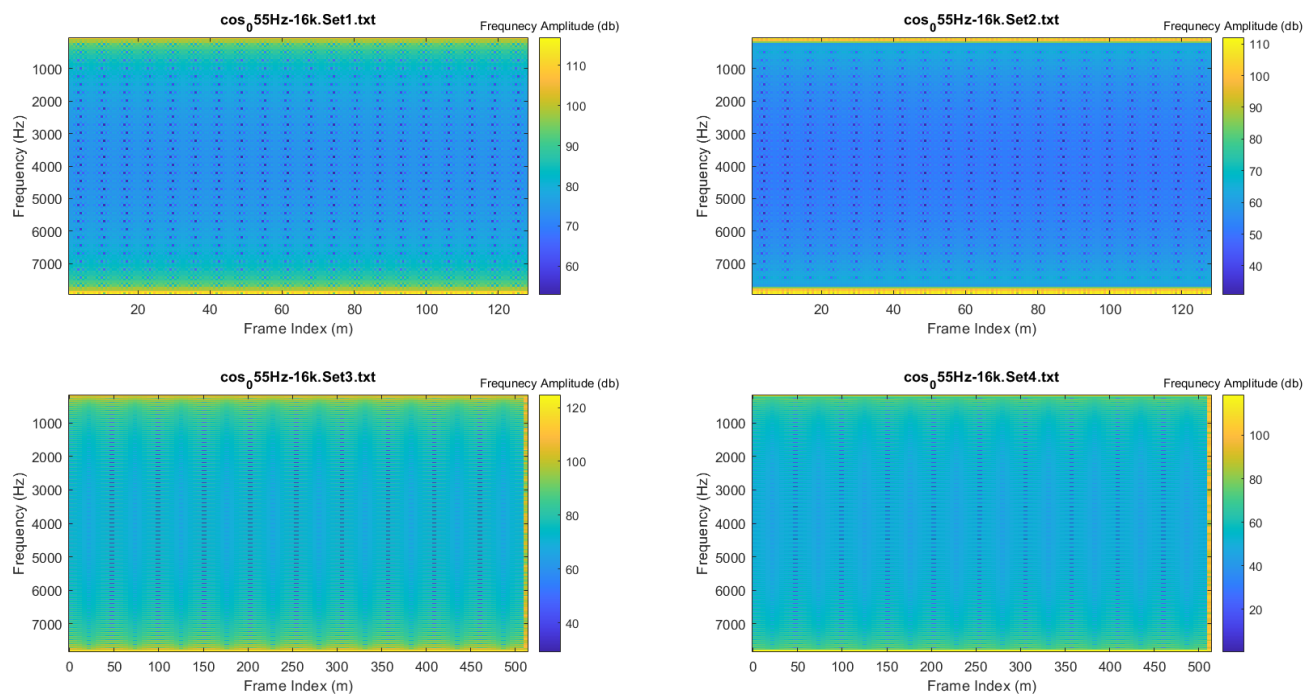 cos055Hz-16k.Set1.txt
Frequnecy Amplitude (db)
1000
2000
3000
4000
5000
6000
7000
Frequency (Hz)
20 40 60 80 100 120
Frame Index (m)
110
100
90
80
70
60
cos055Hz-16k.Set2.txt
Frequnecy Amplitude (db)
1000
2000
3000
4000
5000
6000
7000
Frequency (Hz)
20 40 60 80 100 120
Frame Index (m)
110
100
90
80
70
60
50
40
cos055Hz-16k.Set3.txt
Frequnecy Amplitude (db)
1000
2000
3000
4000
5000
6000
7000
Frequency (Hz)
0 50 100 150 200 250 300 350 400 450 500
Frame Index (m)
120
100
80
60
40
cos055Hz-16k.Set4.txt
Frequnecy Amplitude (db)
1000
2000
3000
4000
5000
6000
7000
Frequency (Hz)
0 50 100 150 200 250 300 350 400 450 500
Frame Index (m)
100
80
60
40
20